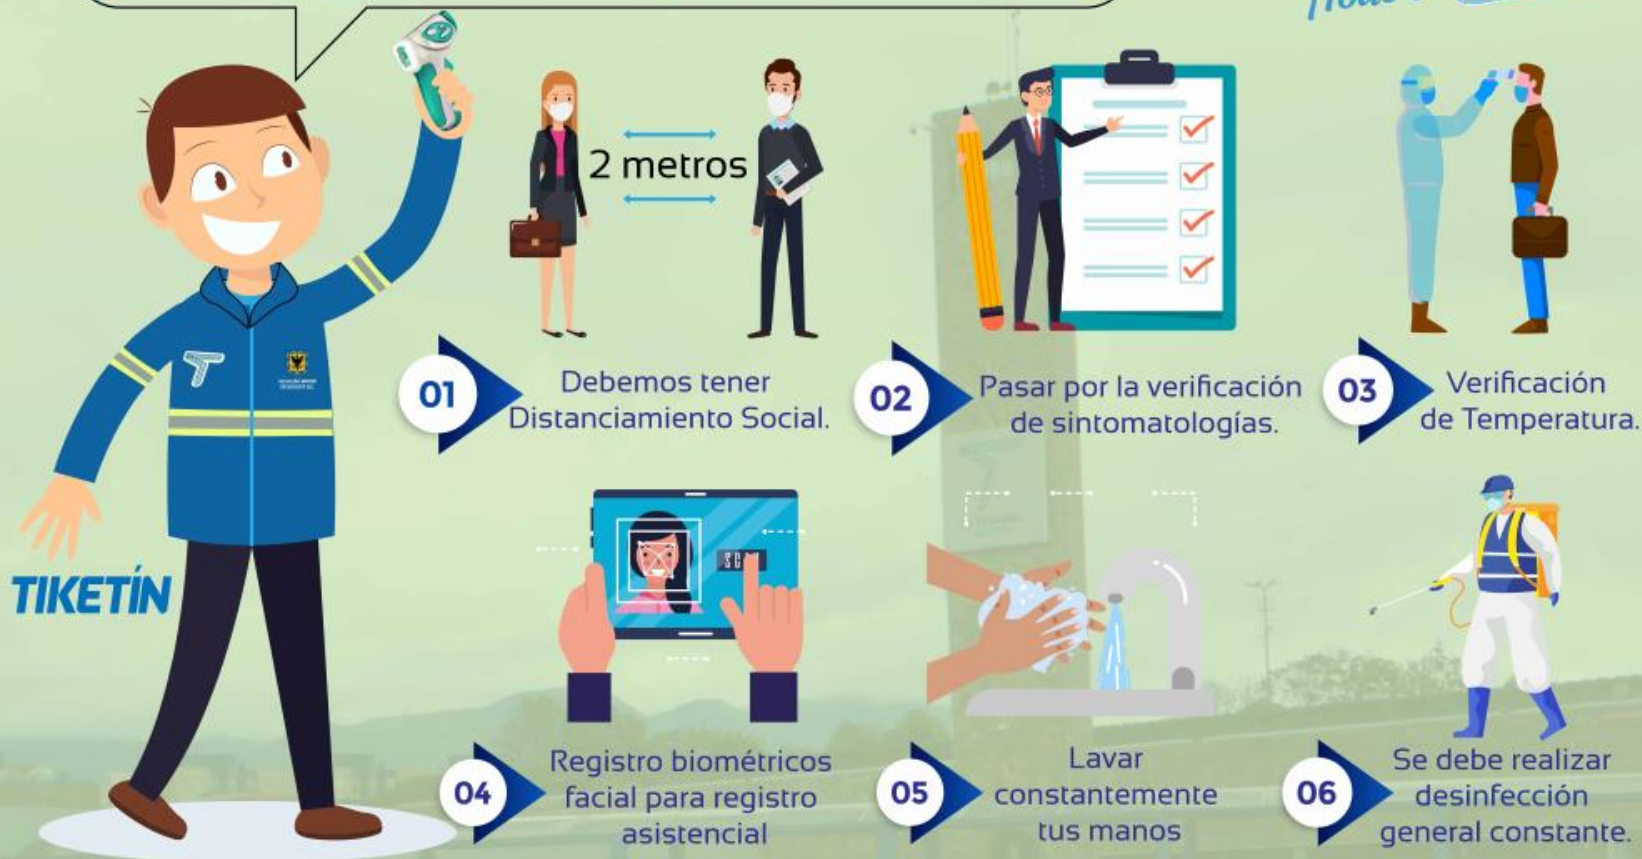 2 metros
01
Debemos tener
Distanciamiento Social.
02
Pasar por la verificación
de sintomatologías.
03
Verificación
de Temperatura.
TIKETÍN
04
Registro biométricos
facial para registro
asistencial
05
Lavar
constantemente
tus manos
06
Se debe realizar
desinfección
general constante.